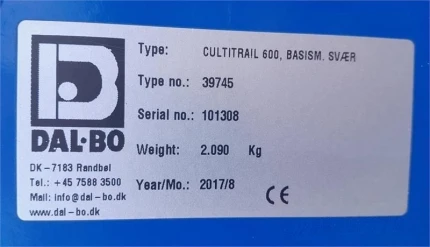 Type: CULTITRAIL 600, BASISM, SVÆR
Type no.: 39745
Serial no.: 101308
Weight: 2.090 Kg
Year/Mo.: 2017/8
CE
DAL·BO
DK-7183 Randbøl
Tel.: +45 7588 3500
Mail: info@dal-bo.dk
www.dal-bo.dk